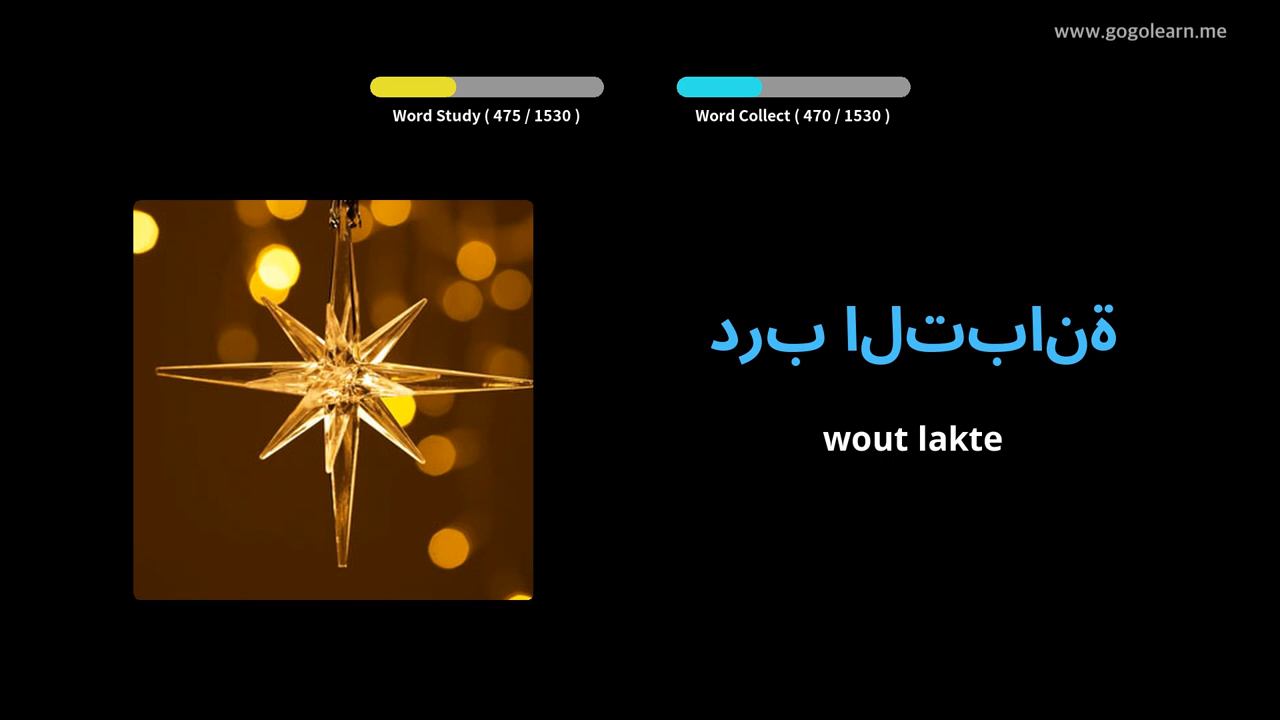 www.gogolearn.me
Word Study ( 475 / 1530 )
Word Collect ( 470 / 1530 )
درب التبانة
wout lakte